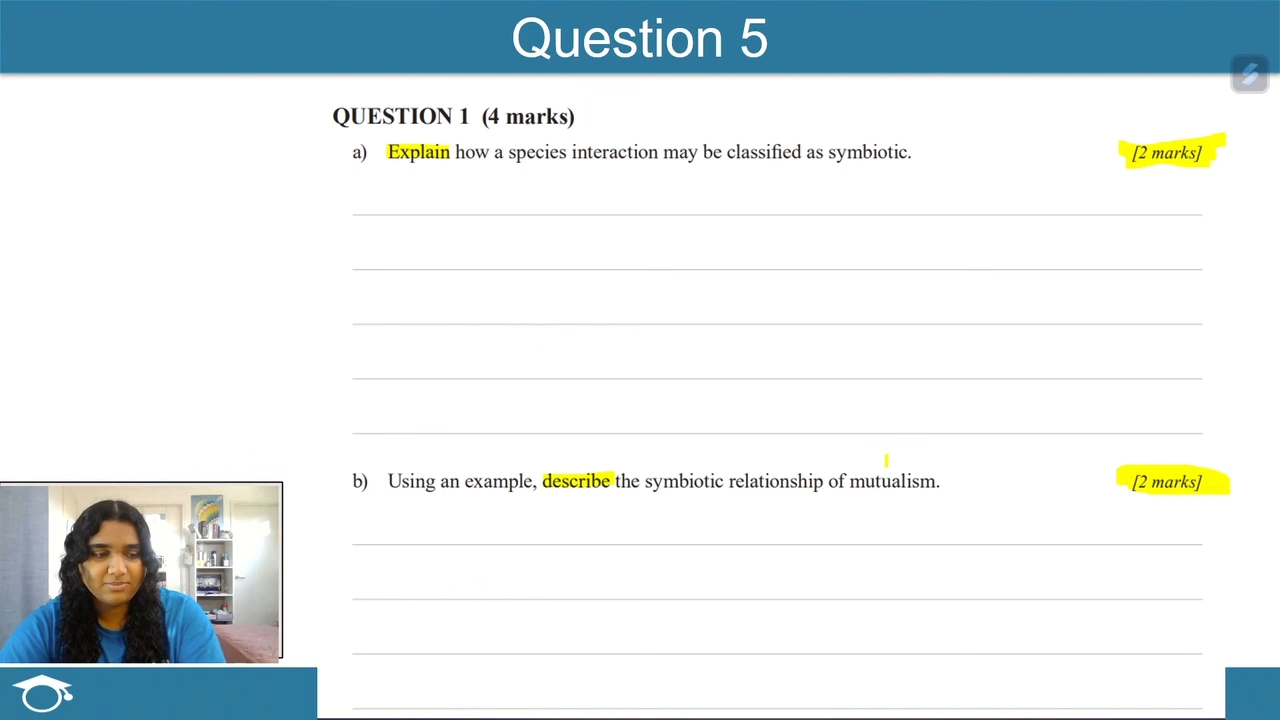 Question 5
QUESTION 1 (4 marks)
a) Explain how a species interaction may be classified as symbiotic. [2 marks]
b) Using an example, describe the symbiotic relationship of mutualism. [2 marks]